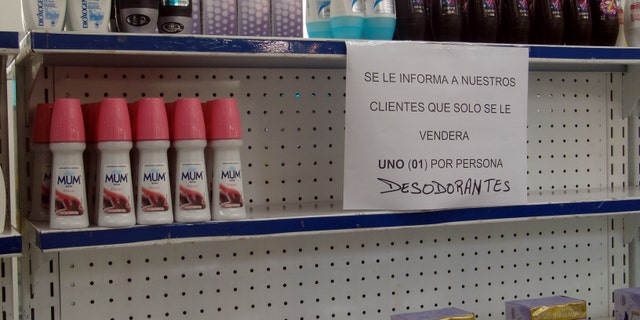 SE LE INFORMA A NUESTROS
CLIENTES QUE SOLO SE LE
VENDERA
UNO (01) POR PERSONA
DESODORANTES
MUM
MUM
MUM
MUM
MUM